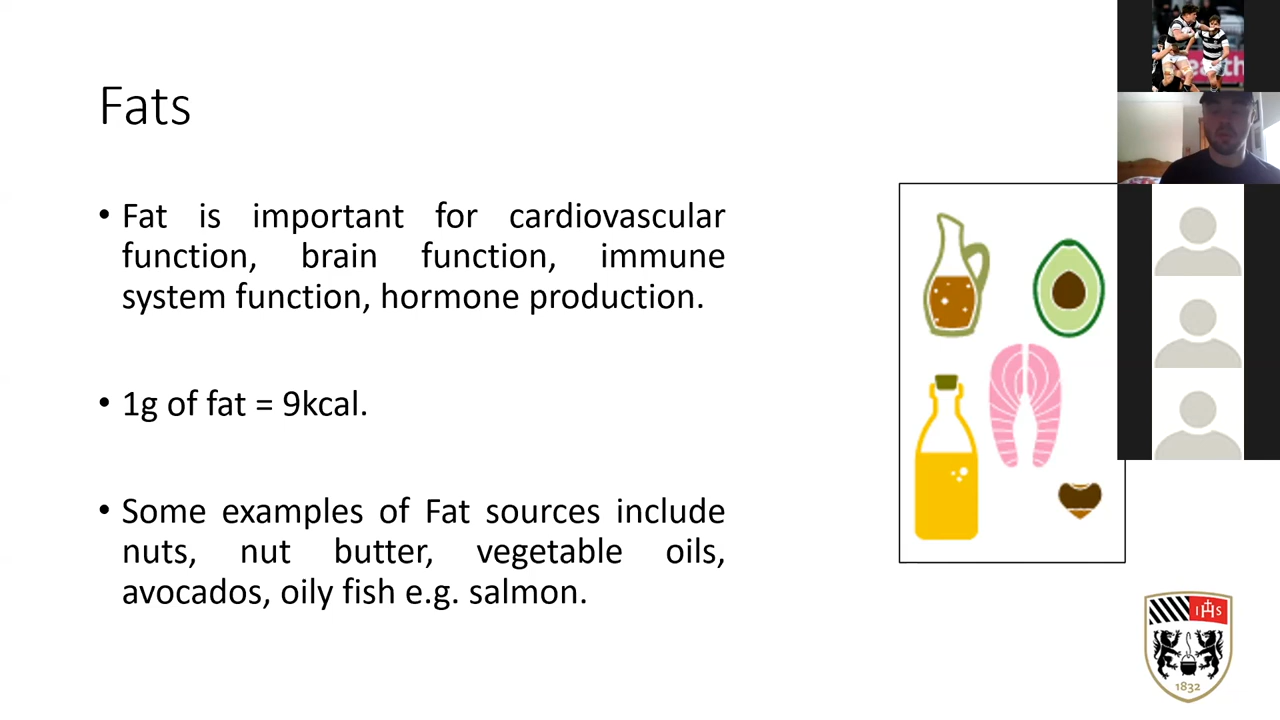 Fats
• Fat is important for cardiovascular
function, brain function, immune
system function, hormone production.
• 1g of fat = 9kcal.
• Some examples of Fat sources include
nuts, nut butter, vegetable oils,
avocados, oily fish e.g. salmon.
IHS
1832